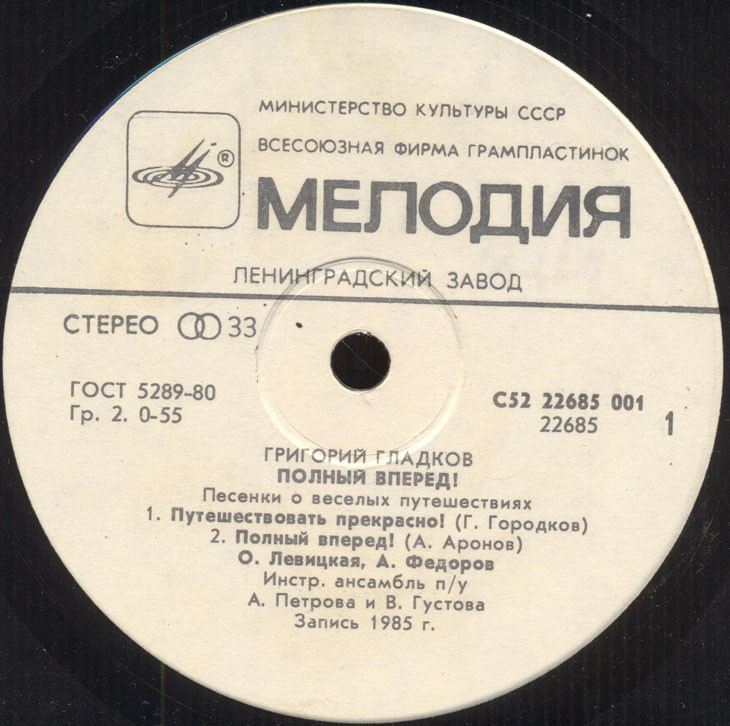 МИНИСТЕРСТВО КУЛЬТУРЫ СССР
ВСЕСОЮЗНАЯ ФИРМА ГРАМПЛАСТИНОК
®
МЕЛОДИЯ
ЛЕНИНГРАДСКИЙ ЗАВОД
СТЕРЕО 33
ГОСТ 5289-80
Гр. 2. 0-55
С52 22685 001
22685
1
ГРИГОРИЙ ГЛАДКОВ
ПОЛНЫЙ ВПЕРЕД!
Песенки о веселых путешествиях
1. Путешествовать прекрасно! (Г. Городков)
2. Полный вперед! (А. Аронов)
О. Левицкая, А. Федоров
Инстр. ансамбль п/у
А. Петрова и В. Густова
Запись 1985 г.